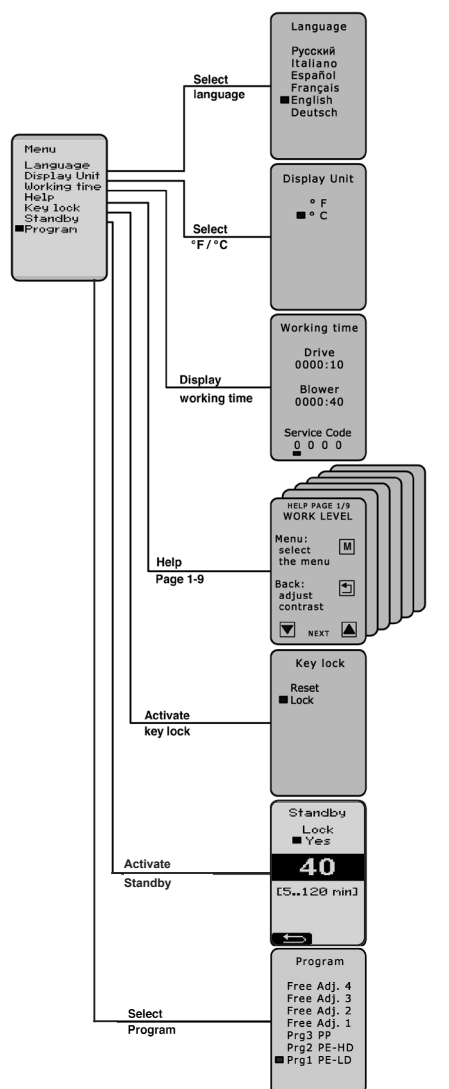 Menu
Language
Display Unit
Working time
Help
Key lock
Standby
Program
Select
language
Language
Русский
Italiano
Español
Français
English
Deutsch
Select
°F / °C
Display Unit
° F
° C
Display
working time
Working time
Drive
0000:10
Blower
0000:40
Service Code
0 0 0 0
Help
Page 1-9
HELP PAGE 1/9
WORK LEVEL
Menu:
select
the menu
M
Back:
adjust
contrast
NEXT
Activate
key lock
Key lock
Reset
Lock
Activate
Standby
Standby
Lock
Yes
40
[5..120 min]
Select
Program
Program
Free Adj. 4
Free Adj. 3
Free Adj. 2
Free Adj. 1
Prg3 PP
Prg2 PE-HD
Prg1 PE-LD